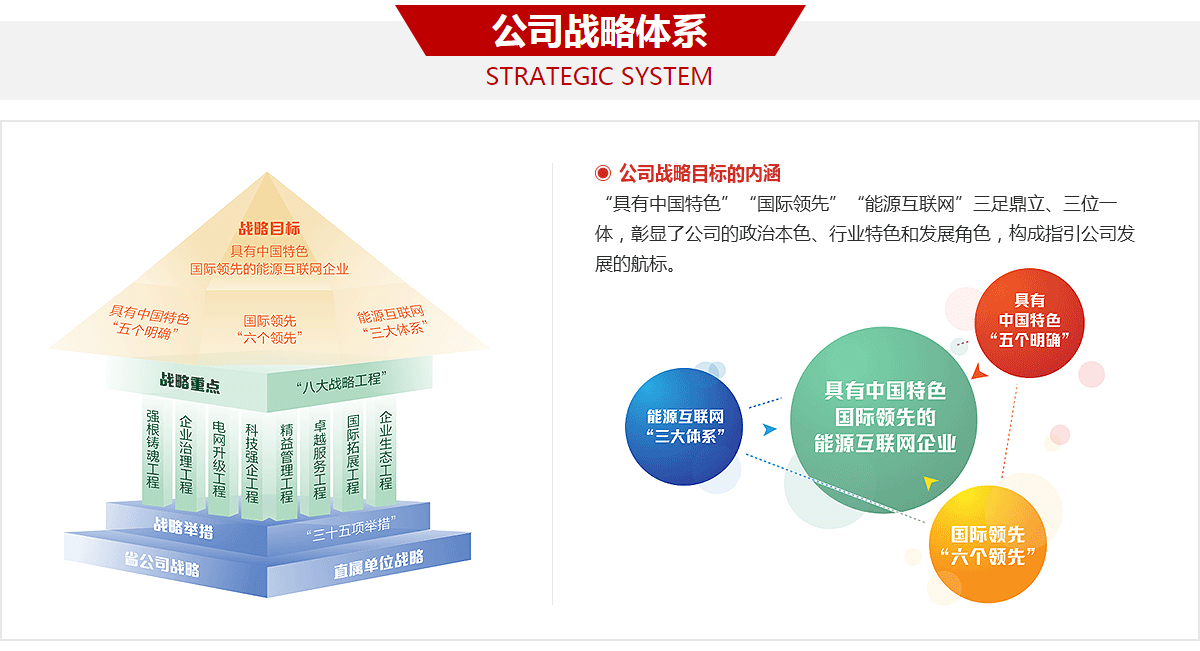 公司战略体系
STRATEGIC SYSTEM
战略目标
具有中国特色
国际领先的能源互联网企业
具有中国特色
“五个明确”
国际领先
“六个领先”
能源互联网
“三大体系”
战略重点
“八大战略工程”
强根铸魂工程
企业治理工程
电网升级工程
科技强企工程
精益管理工程
卓越服务工程
国际拓展工程
企业生态工程
战略举措
“三十五项举措”
省公司战略
直属单位战略
公司战略目标的内涵
“具有中国特色”“国际领先”“能源互联网”三足鼎立、三位一
体，彰显了公司的政治本色、行业特色和发展角色，构成指引公司发
展的航标。
具有
中国特色
“五个明确”
能源互联网
“三大体系”
具有中国特色
国际领先的
能源互联网企业
国际领先
“六个领先”